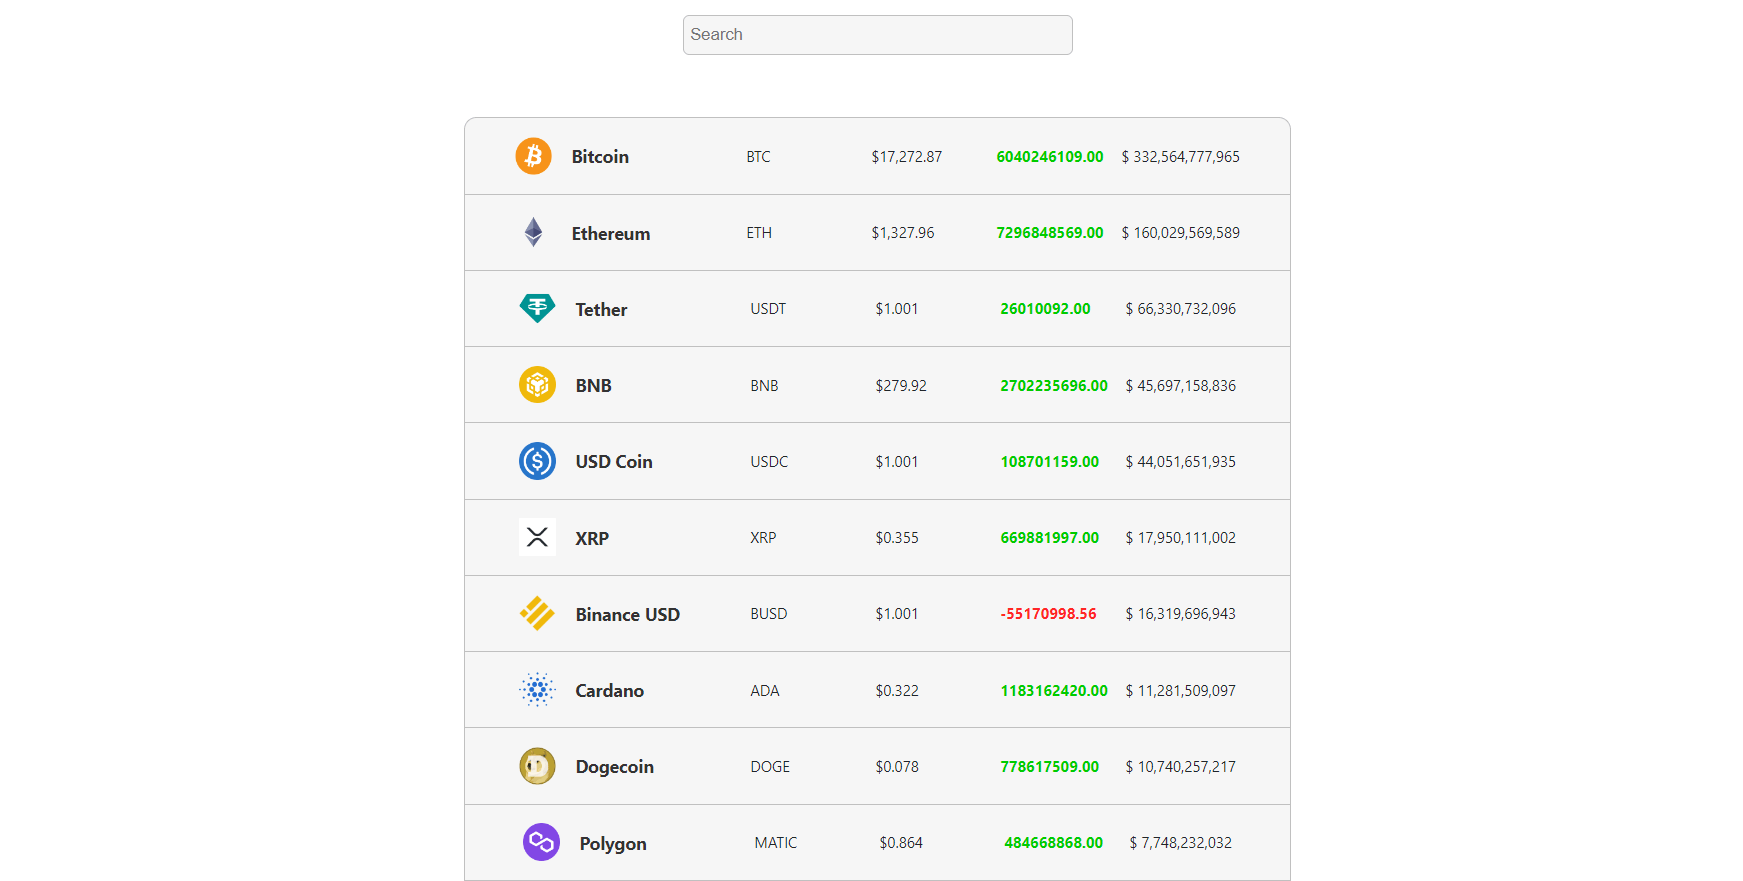 Search
Bitcoin BTC $17,272.87 6040246109.00 $ 332,564,777,965
Ethereum ETH $1,327.96 7296848569.00 $ 160,029,569,589
Tether USDT $1.001 26010092.00 $ 66,330,732,096
BNB BNB $279.92 2702235696.00 $ 45,697,158,836
USD Coin USDC $1.001 108701159.00 $ 44,051,651,935
XRP XRP $0.355 669881997.00 $ 17,950,111,002
Binance USD BUSD $1.001 -55170998.56 $ 16,319,696,943
Cardano ADA $0.322 1183162420.00 $ 11,281,509,097
Dogecoin DOGE $0.078 778617509.00 $ 10,740,257,217
Polygon MATIC $0.864 484668868.00 $ 7,748,232,032